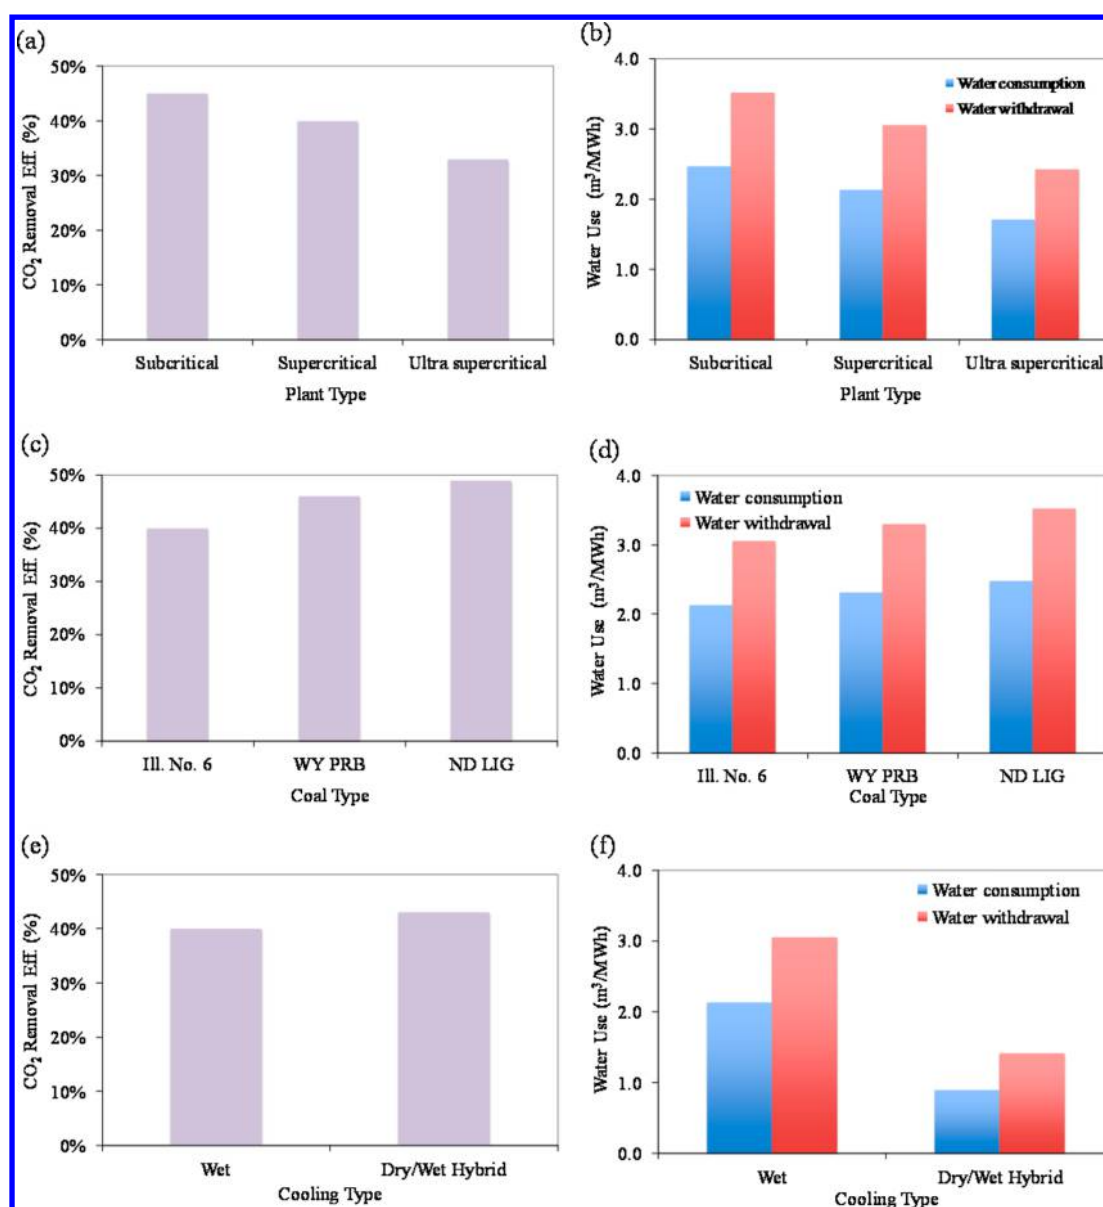 (a)
50%
40%
30%
20%
10%
0%
CO₂ Removal Eff. (%)
Subcritical Supercritical Ultra supercritical
Plant Type
(b)
4.0
3.0
2.0
1.0
0.0
Water Use (m³/MWh)
Water consumption
Water withdrawal
Subcritical Supercritical Ultra supercritical
Plant Type
(c)
50%
40%
30%
20%
10%
0%
CO₂ Removal Eff. (%)
Ill. No. 6 WY PRB ND LIG
Coal Type
(d)
4.0
3.0
2.0
1.0
0.0
Water Use (m³/MWh)
Water consumption
Water withdrawal
Ill. No. 6 WY PRB ND LIG
Coal Type
(e)
50%
40%
30%
20%
10%
0%
CO₂ Removal Eff. (%)
Wet Dry/Wet Hybrid
Cooling Type
(f)
4.0
3.0
2.0
1.0
0.0
Water Use (m³/MWh)
Water consumption
Water withdrawal
Wet Dry/Wet Hybrid
Cooling Type